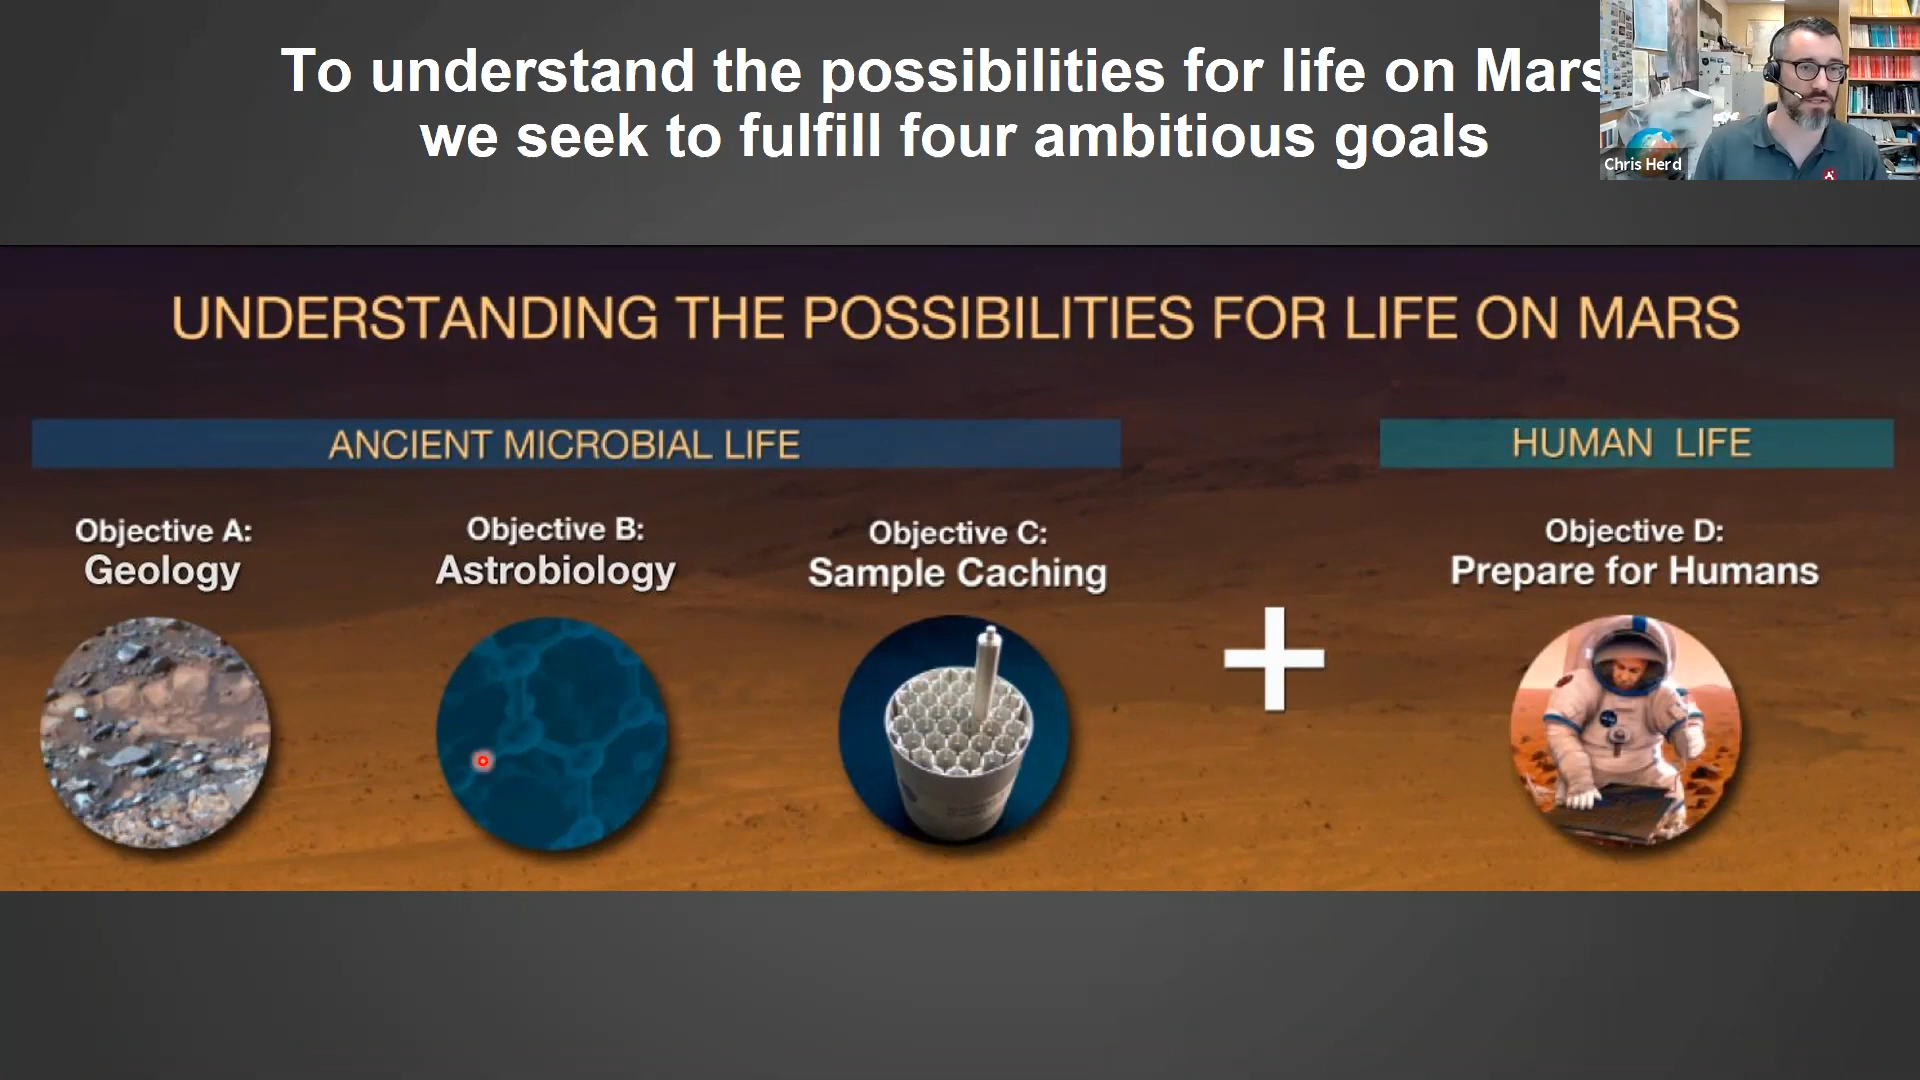 To understand the possibilities for life on Mars
we seek to fulfill four ambitious goals
Chris Herd
UNDERSTANDING THE POSSIBILITIES FOR LIFE ON MARS
ANCIENT MICROBIAL LIFE
HUMAN LIFE
Objective A:
Geology
Objective B:
Astrobiology
Objective C:
Sample Caching
Objective D:
Prepare for Humans